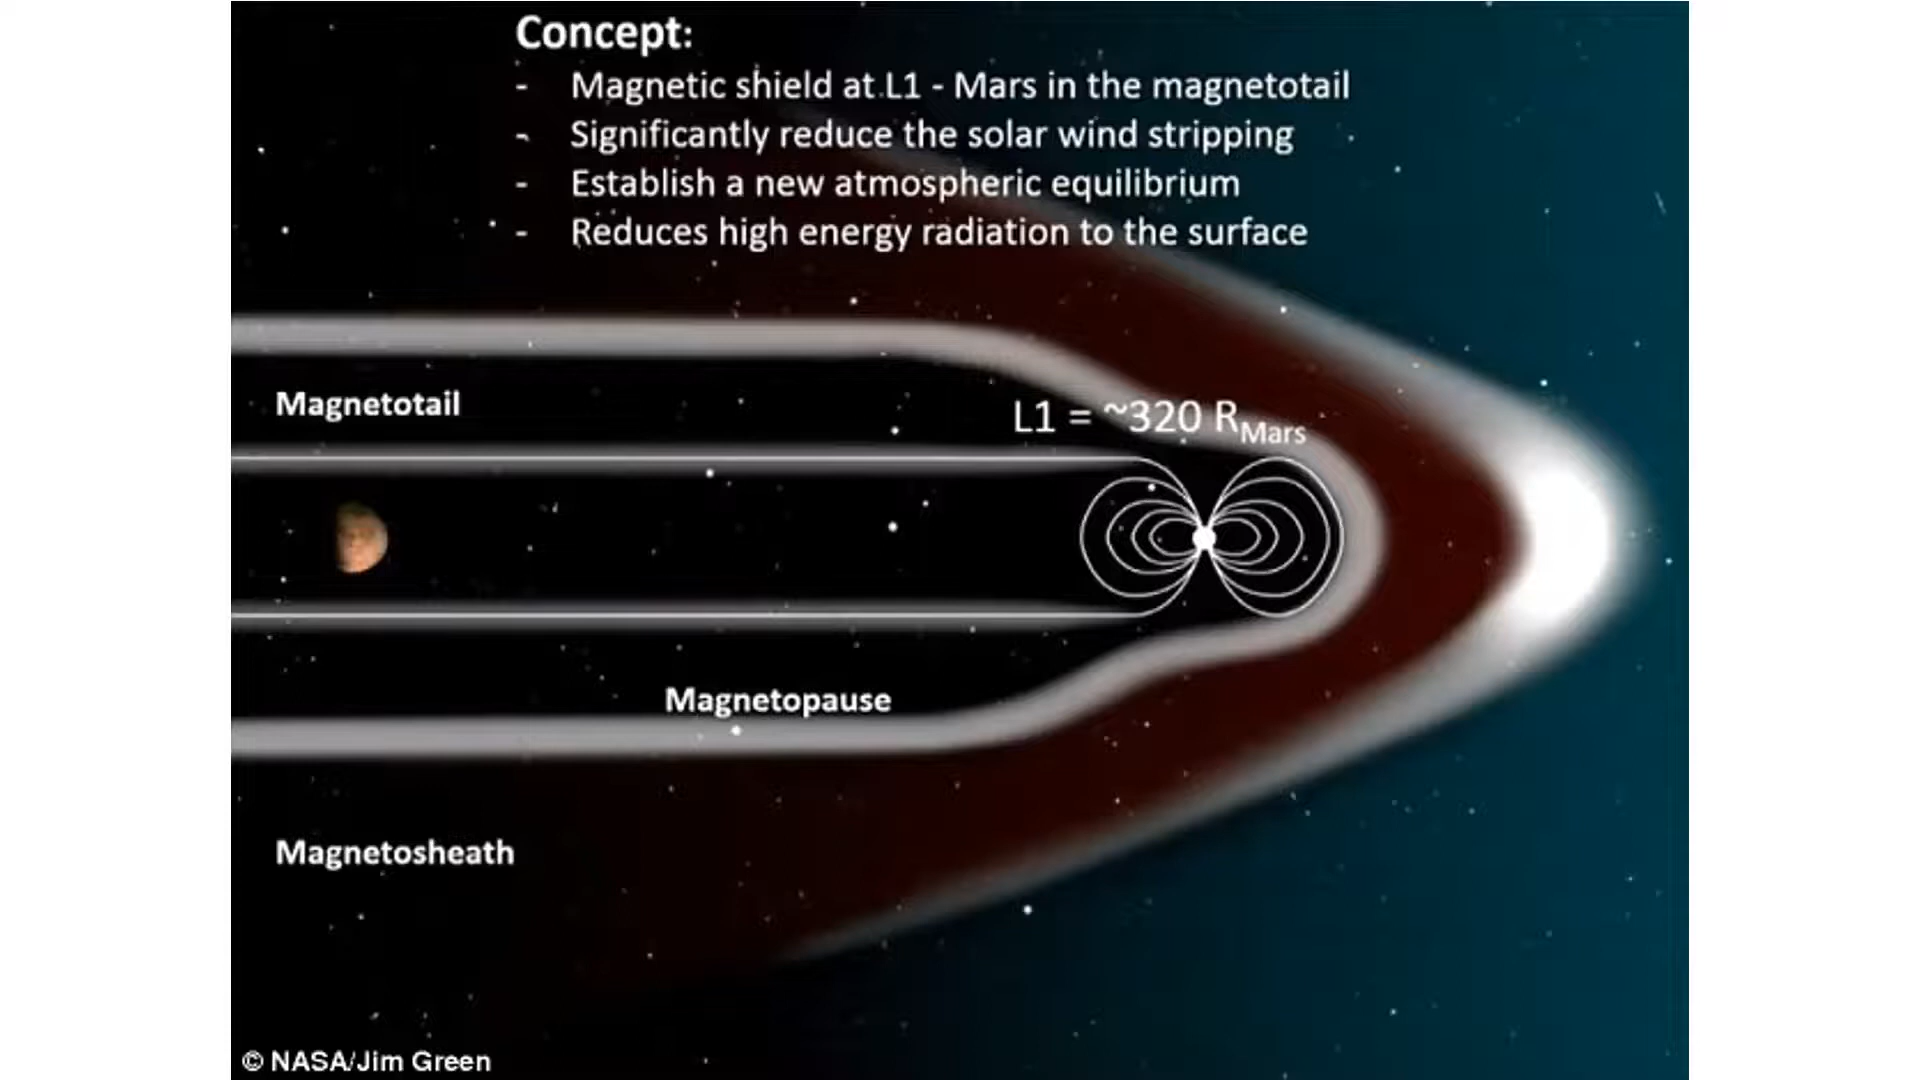 Concept:
- Magnetic shield at L1 - Mars in the magnetotail
- Significantly reduce the solar wind stripping
- Establish a new atmospheric equilibrium
- Reduces high energy radiation to the surface
Magnetotail
L1 = ~320 RMars
Magnetopause
Magnetosheath
© NASA/Jim Green